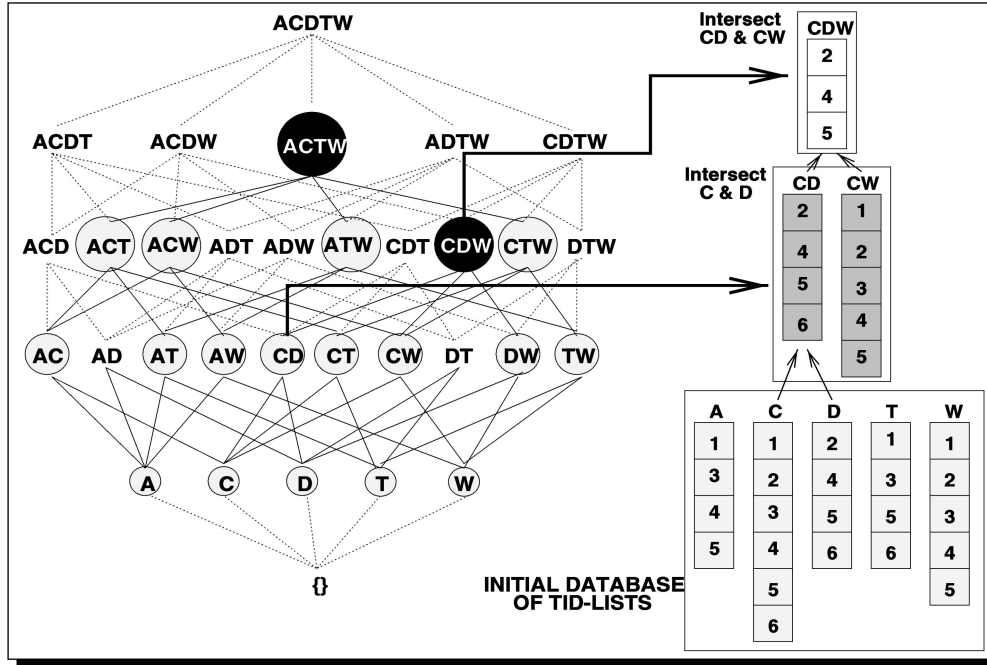 ACDTW
ACDT ACDW ACTW ADTW CDTW
ACD ACT ACW ADT ADW ATW CDT CDW CTW DTW
AC AD AT AW CD CT CW DT DW TW
A C D T W
{}
Intersect
CD & CW
CDW
2
4
5
Intersect
C & D
CD CW
2 1
4 2
5 3
6 4
5
A C D T W
1 1 2 1 1
3 2 4 3 2
4 3 5 5 3
5 4 6 6 4
5 5
6
INITIAL DATABASE
OF TID-LISTS